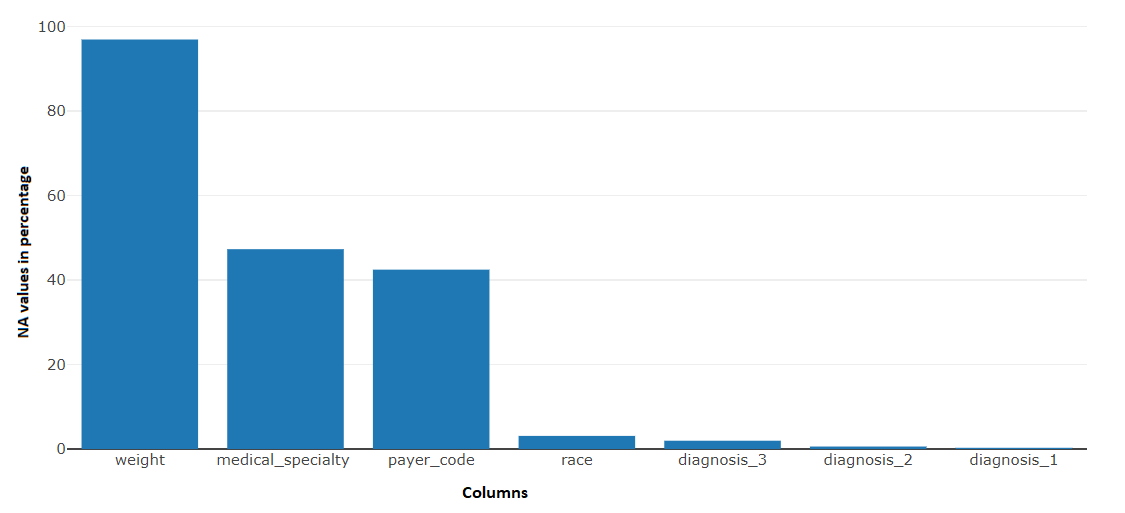 100
80
60
40
20
0
NA values in percentage
weight medical_specialty payer_code race diagnosis_3 diagnosis_2 diagnosis_1
Columns